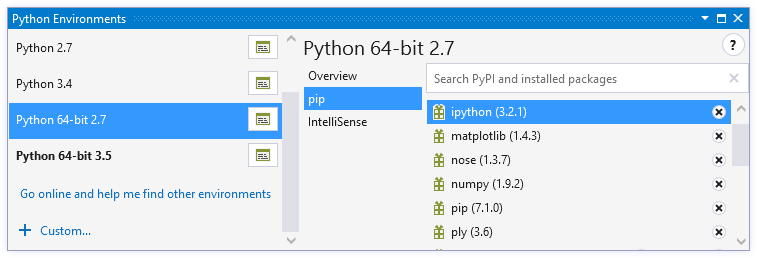 Python Environments
Python 2.7
Python 3.4
Python 64-bit 2.7
Python 64-bit 3.5
Go online and help me find other environments
+ Custom...
Python 64-bit 2.7
?
Overview
pip
IntelliSense
Search PyPI and installed packages
ipython (3.2.1)
matplotlib (1.4.3)
nose (1.3.7)
numpy (1.9.2)
pip (7.1.0)
ply (3.6)